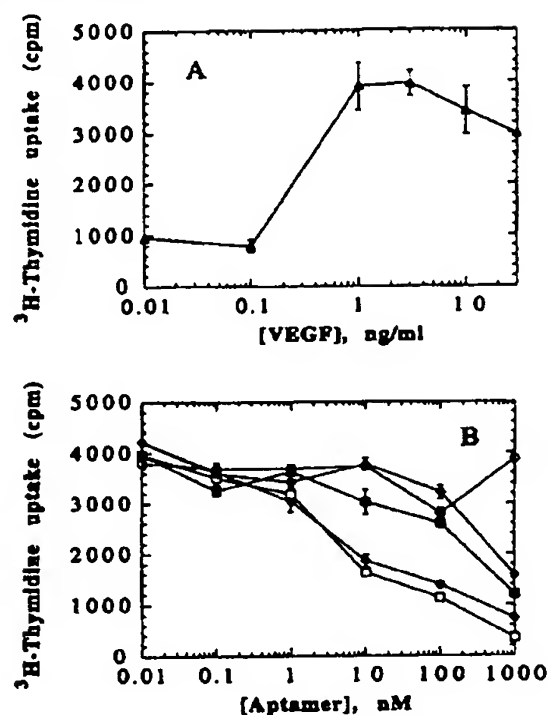 5000
4000
3000
2000
1000
0
A
³H-Thymidine uptake (cpm)
0.01 0.1 1 10
[VEGF], ng/ml
5000
4000
3000
2000
1000
0
B
³H-Thymidine uptake (cpm)
0.01 0.1 1 10 100 1000
[Aptamer], nM